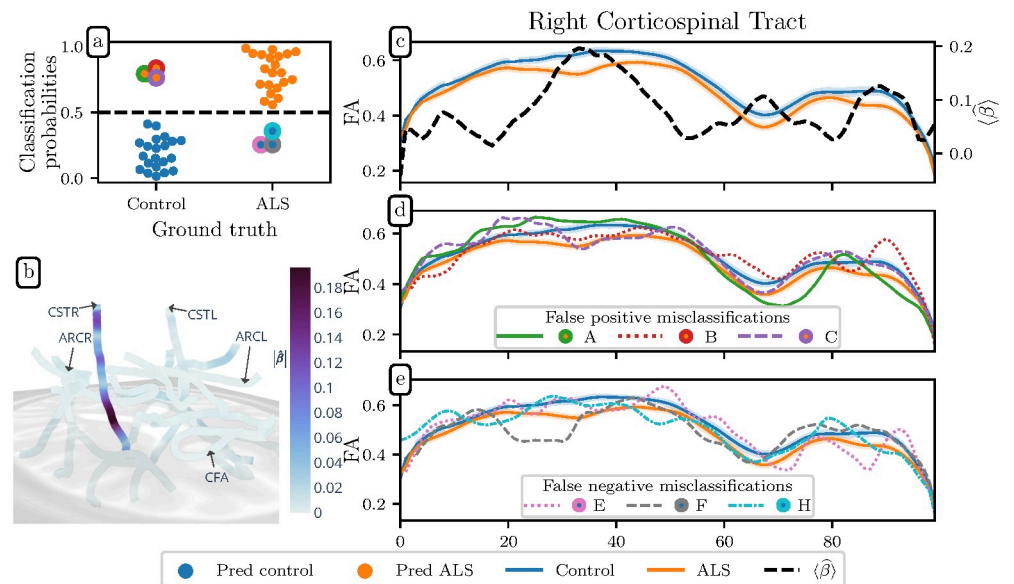 Right Corticospinal Tract
a
1.0
0.5
0.0
Classification
probabilities
Control
ALS
Ground truth
b
CSTR
CSTL
ARCR
ARCL
CFA
|β̂|
0.18
0.16
0.14
0.12
0.1
0.08
0.06
0.04
0.02
0
c
FA
0.6
0.4
0.2
0.2
0.1
0.0
⟨β̂⟩
d
FA
0.6
0.4
0.2
False positive misclassifications
A B C
e
FA
0.6
0.4
0.2
False negative misclassifications
E F H
0 20 40 60 80
Pred control Pred ALS Control ALS ⟨β̂⟩